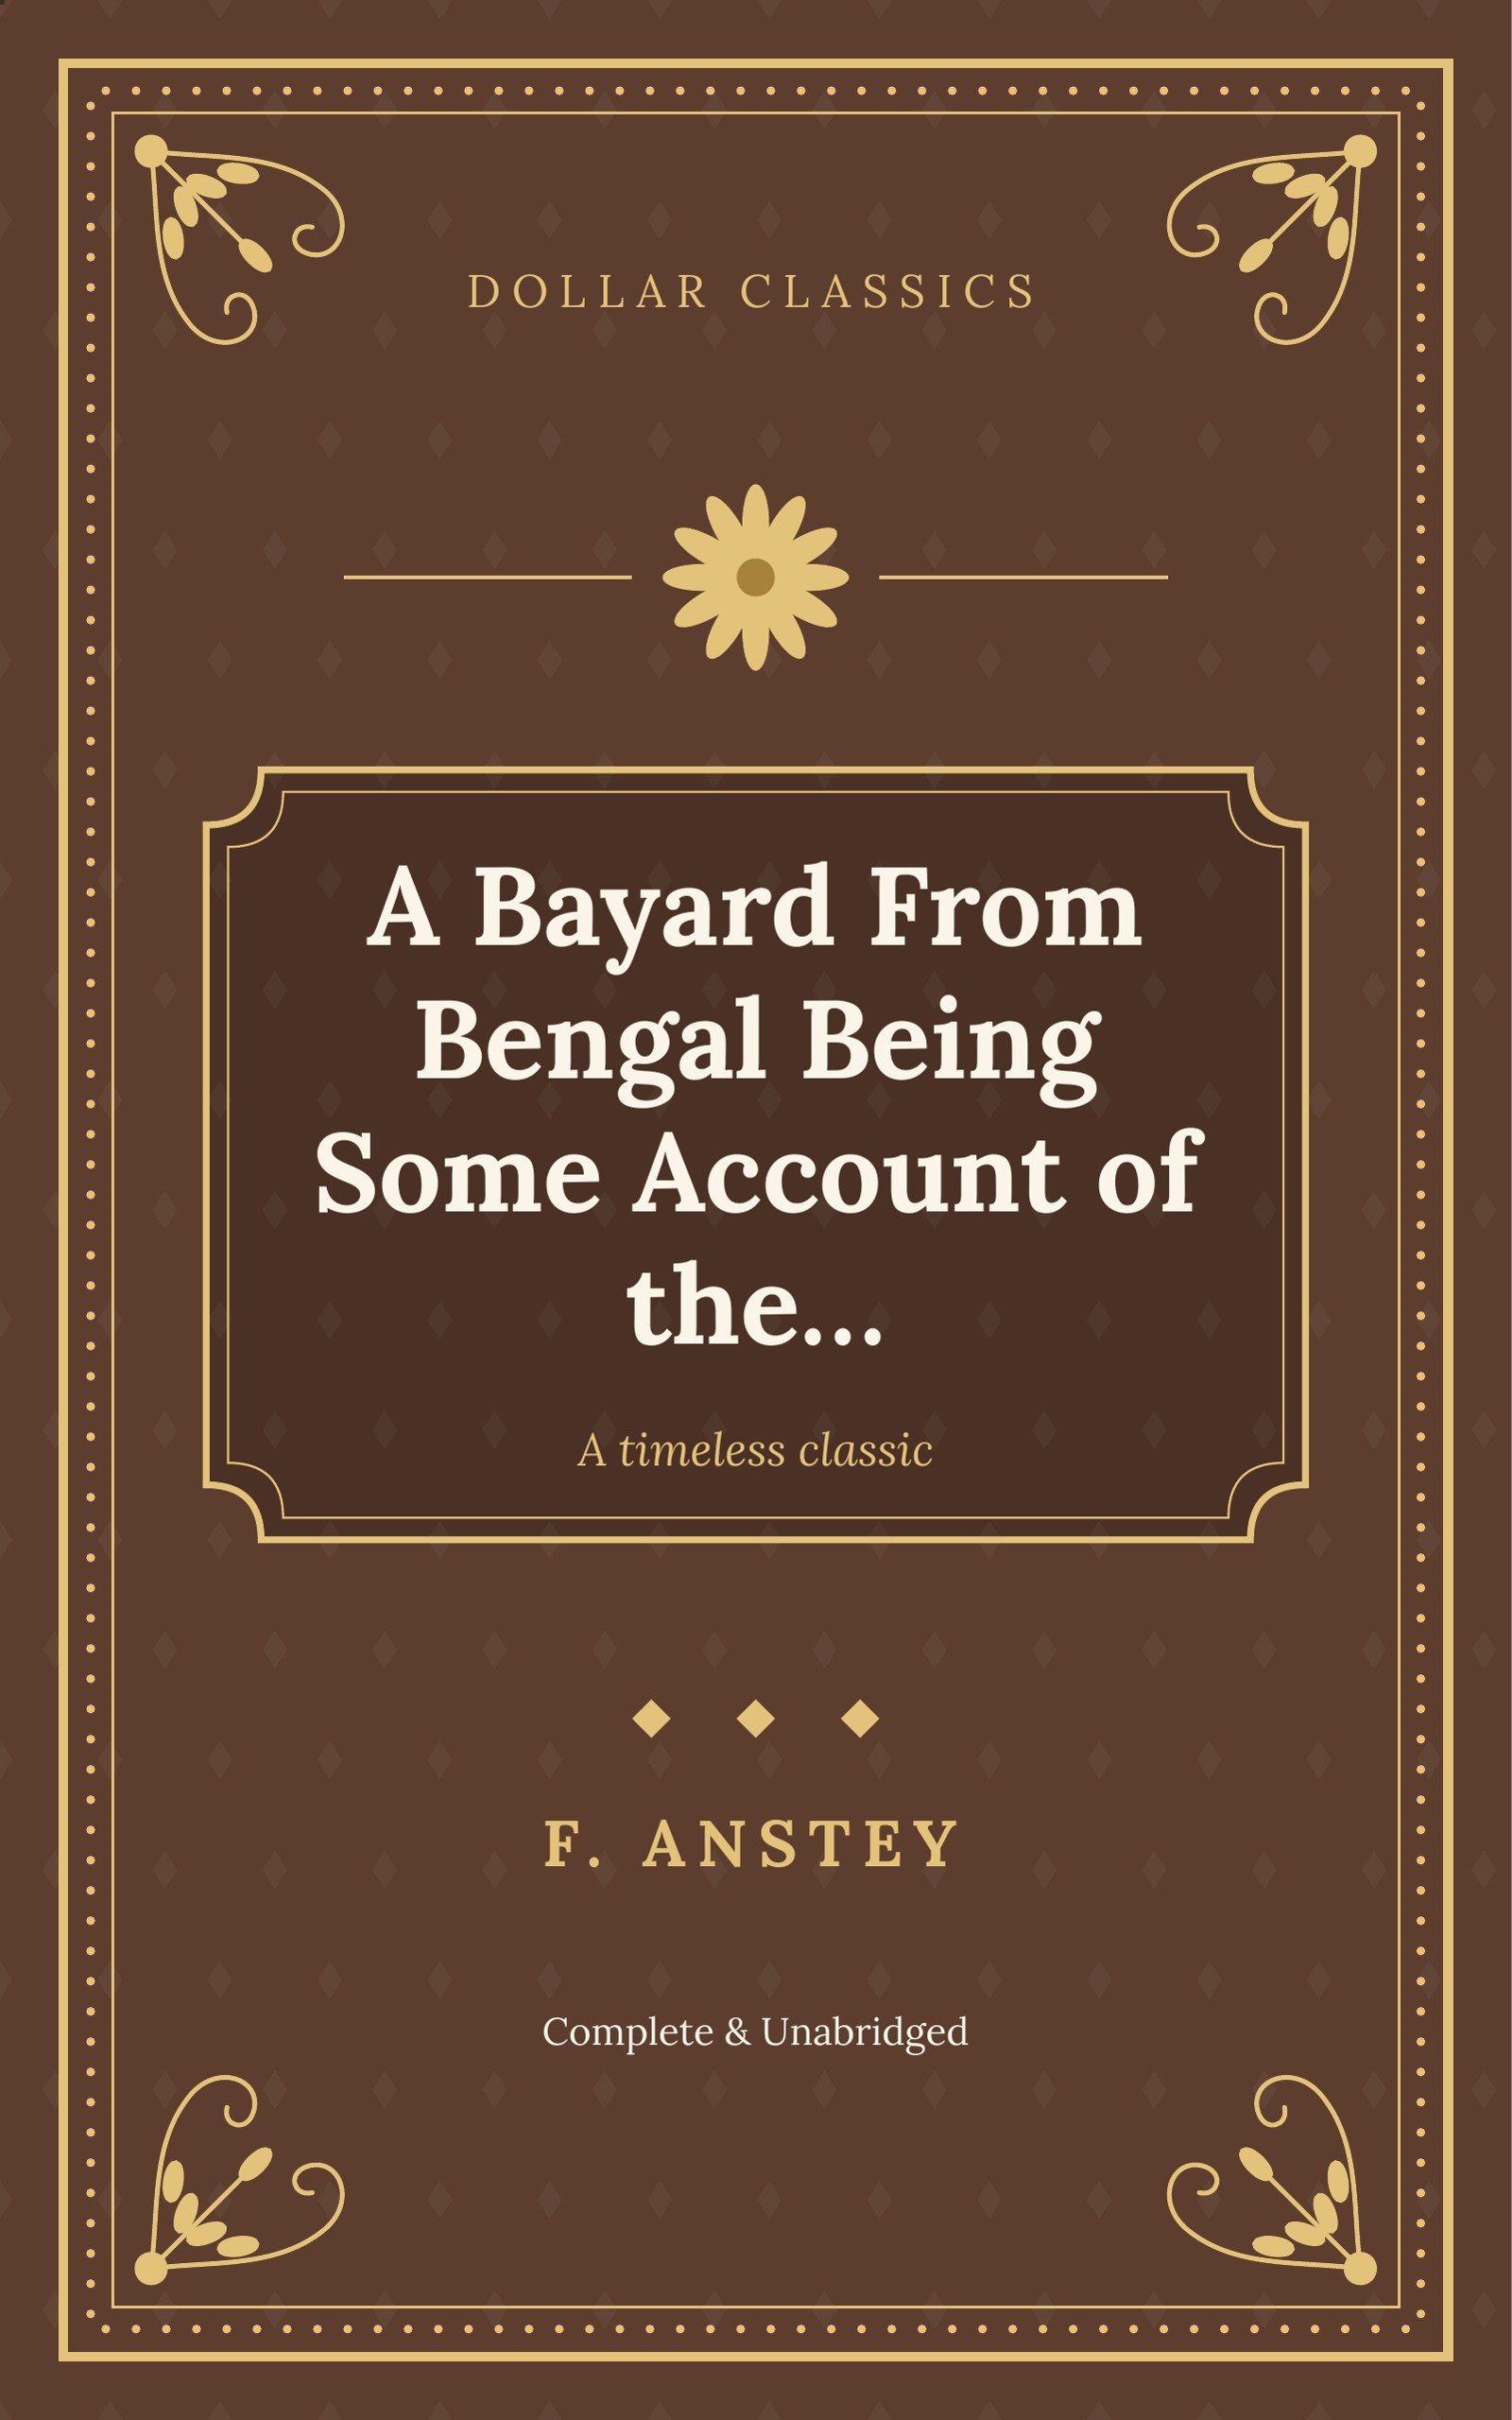 DOLLAR CLASSICS
A Bayard From
Bengal Being
Some Account of
the...
A timeless classic
F. ANSTEY
Complete & Unabridged